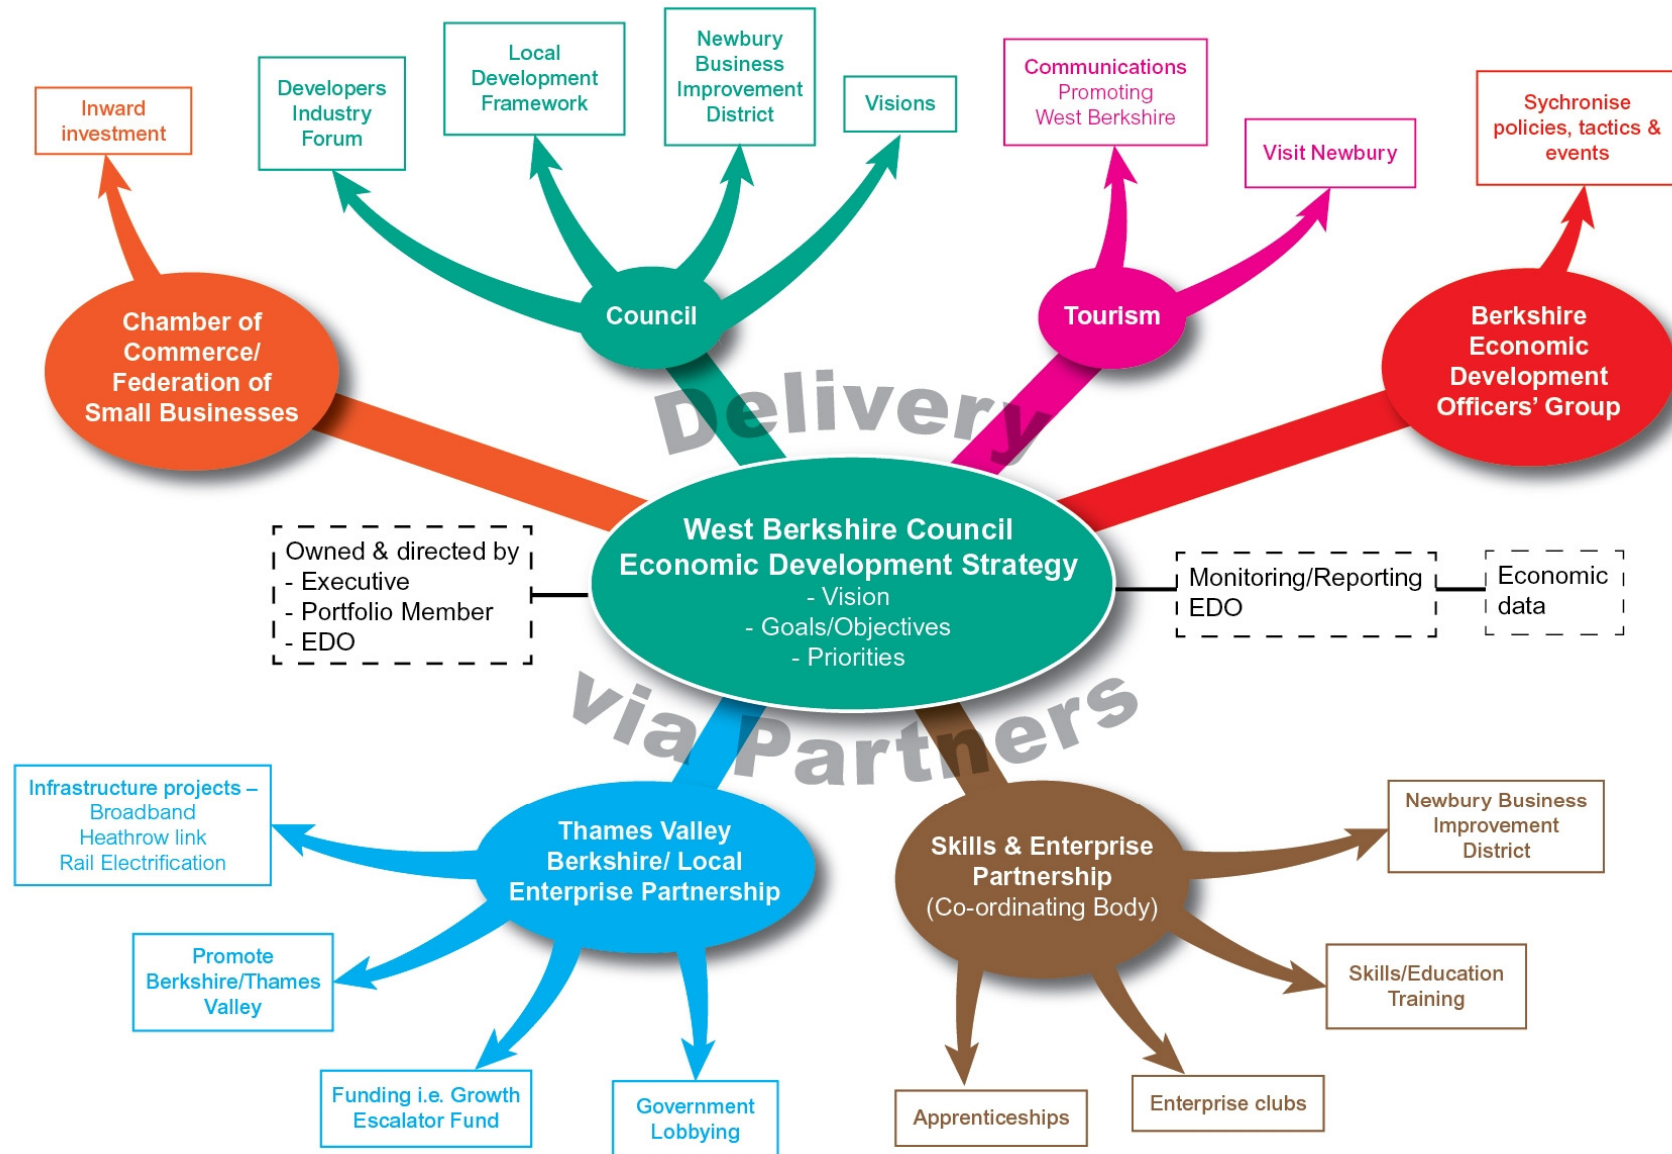 Inward
investment
Developers
Industry
Forum
Local
Development
Framework
Newbury
Business
Improvement
District
Visions
Communications
Promoting
West Berkshire
Visit Newbury
Sychronise
policies, tactics &
events
Chamber of
Commerce/
Federation of
Small Businesses
Council
Tourism
Berkshire
Economic
Development
Officers’ Group
Delivery
West Berkshire Council
Economic Development Strategy
- Vision
- Goals/Objectives
- Priorities
Owned & directed by
- Executive
- Portfolio Member
- EDO
Monitoring/Reporting
EDO
Economic
data
via Partners
Infrastructure projects –
Broadband
Heathrow link
Rail Electrification
Thames Valley
Berkshire/ Local
Enterprise Partnership
Skills & Enterprise
Partnership
(Co-ordinating Body)
Newbury Business
Improvement
District
Promote
Berkshire/Thames
Valley
Skills/Education
Training
Funding i.e. Growth
Escalator Fund
Government
Lobbying
Apprenticeships
Enterprise clubs